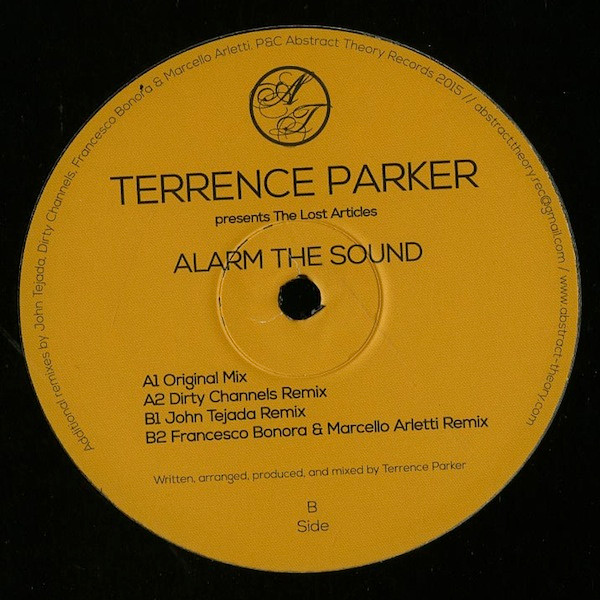 Additional remixes by John Tejada, Dirty Channels, Francesco Bonora & Marcello Arletti. P&C Abstract Theory Records 2015 // abstracttheory.rec@gmail.com / www.abstract-theory.com
AT
TERRENCE PARKER
presents The Lost Articles
ALARM THE SOUND
A1 Original Mix
A2 Dirty Channels Remix
B1 John Tejada Remix
B2 Francesco Bonora & Marcello Arletti Remix
Written, arranged, produced, and mixed by Terrence Parker
B
Side